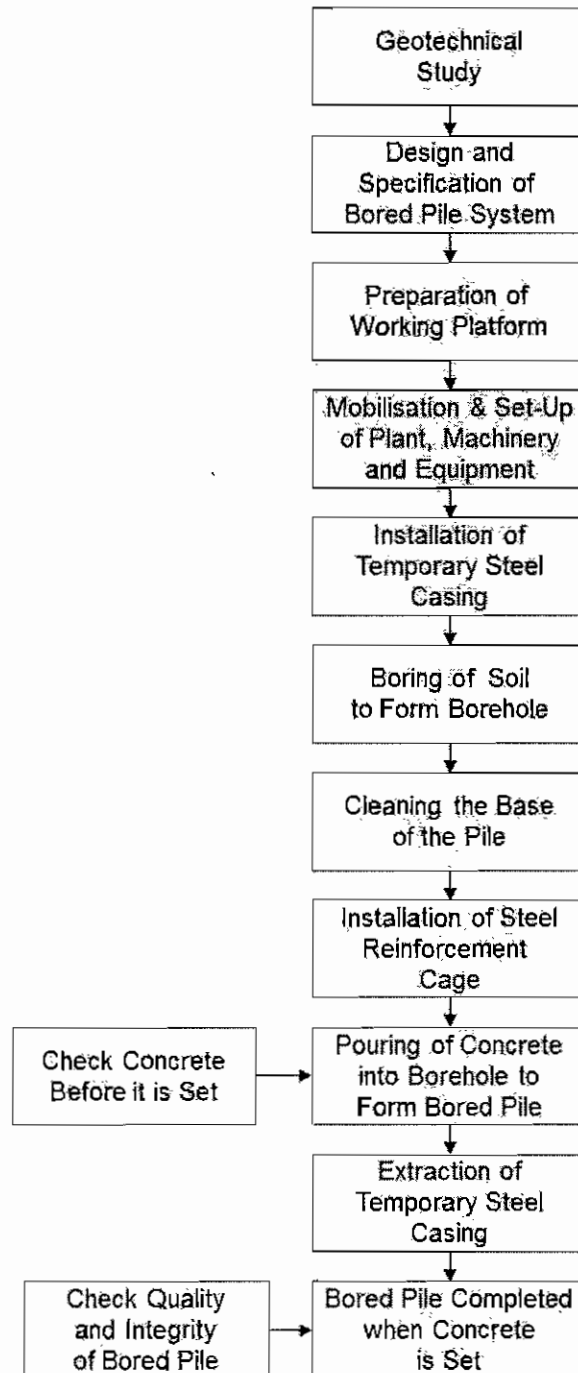 Geotechnical
Study
Design and
Specification of
Bored Pile System
Preparation of
Working Platform
Mobilisation & Set-Up
of Plant, Machinery
and Equipment
Installation of
Temporary Steel
Casing
Boring of Soil
to Form Borehole
Cleaning the Base
of the Pile
Installation of Steel
Reinforcement
Cage
Check Concrete
Before it is Set
Pouring of Concrete
into Borehole to
Form Bored Pile
Extraction of
Temporary Steel
Casing
Check Quality
and Integrity
of Bored Pile
Bored Pile Completed
when Concrete
is Set